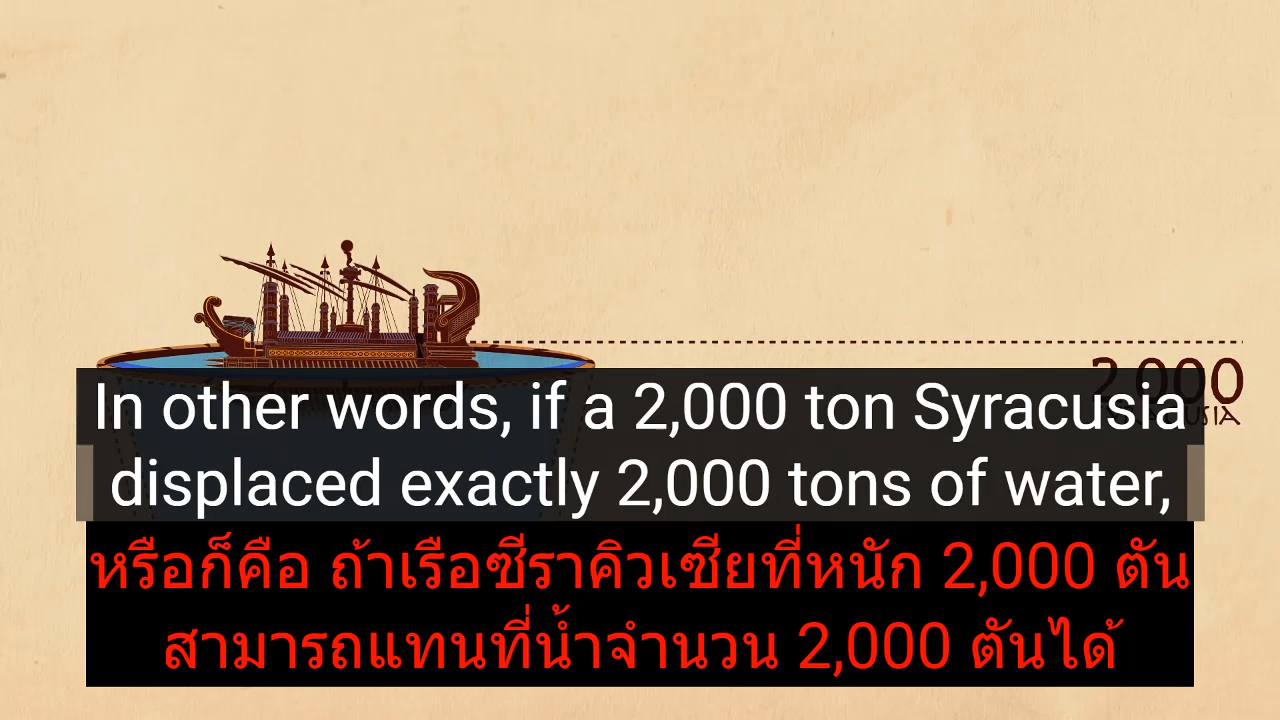 2,000
In other words, if a 2,000 ton Syracusia
displaced exactly 2,000 tons of water,
หรือก็คือ ถ้าเรือซีราคิวเซียที่หนัก 2,000 ตัน
สามารถแทนที่น้ำจำนวน 2,000 ตันได้